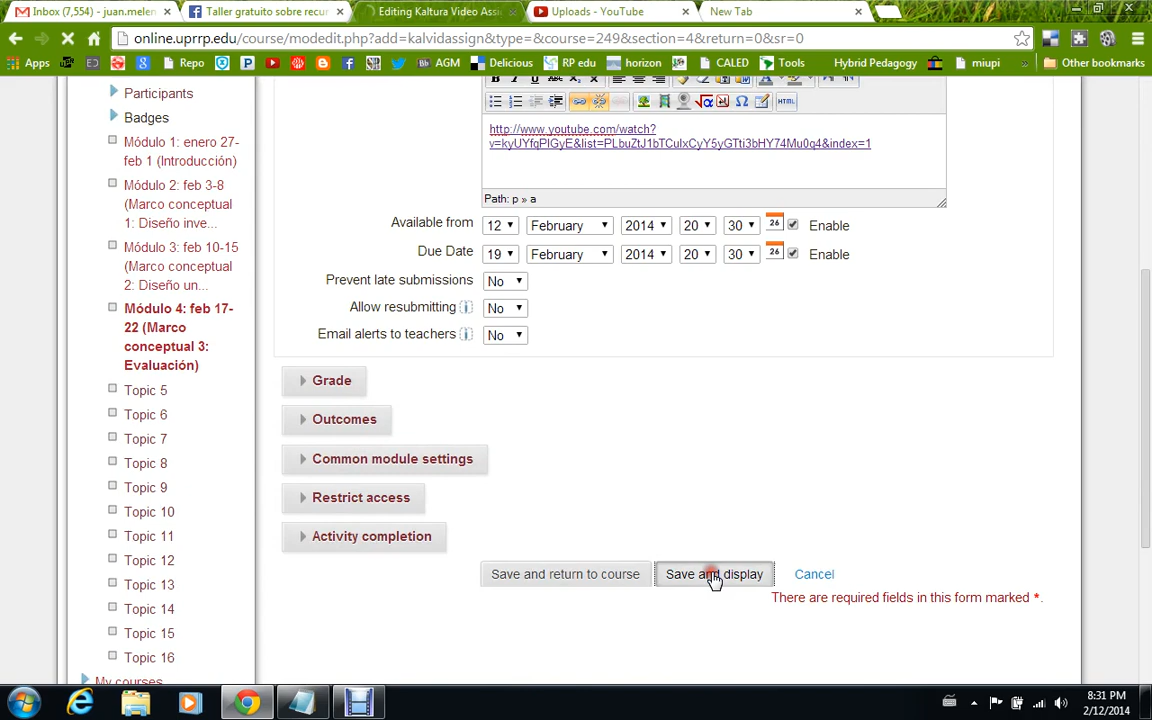 Inbox (7,554) - juan.melen
Taller gratuito sobre recur
Editing Kaltura Video Assi
Uploads - YouTube
New Tab
online.uprrp.edu/course/modedit.php?add=kalvidassign&type=&course=249&section=4&return=0&sr=0
Apps
Repo
AGM
Delicious
RP edu
horizon
CALED
Tools
Hybrid Pedagogy
miupi
Other bookmarks
Participants
Badges
Módulo 1: enero 27-
feb 1 (Introducción)
Módulo 2: feb 3-8
(Marco conceptual
1: Diseño inve...
Módulo 3: feb 10-15
(Marco conceptual
2: Diseño un...
Módulo 4: feb 17-
22 (Marco
conceptual 3:
Evaluación)
Topic 5
Topic 6
Topic 7
Topic 8
Topic 9
Topic 10
Topic 11
Topic 12
Topic 13
Topic 14
Topic 15
Topic 16
My courses
HTML
http://www.youtube.com/watch?
v=kyUYfqPIGyE&list=PLbuZtJ1bTCuIxCyY5yGTti3bHY74Mu0q4&index=1
Path: p » a
Available from 12 February 2014 20 30 26 Enable
Due Date 19 February 2014 20 30 26 Enable
Prevent late submissions No
Allow resubmitting No
Email alerts to teachers No
Grade
Outcomes
Common module settings
Restrict access
Activity completion
Save and return to course
Save and display
Cancel
There are required fields in this form marked *.
8:31 PM
2/12/2014